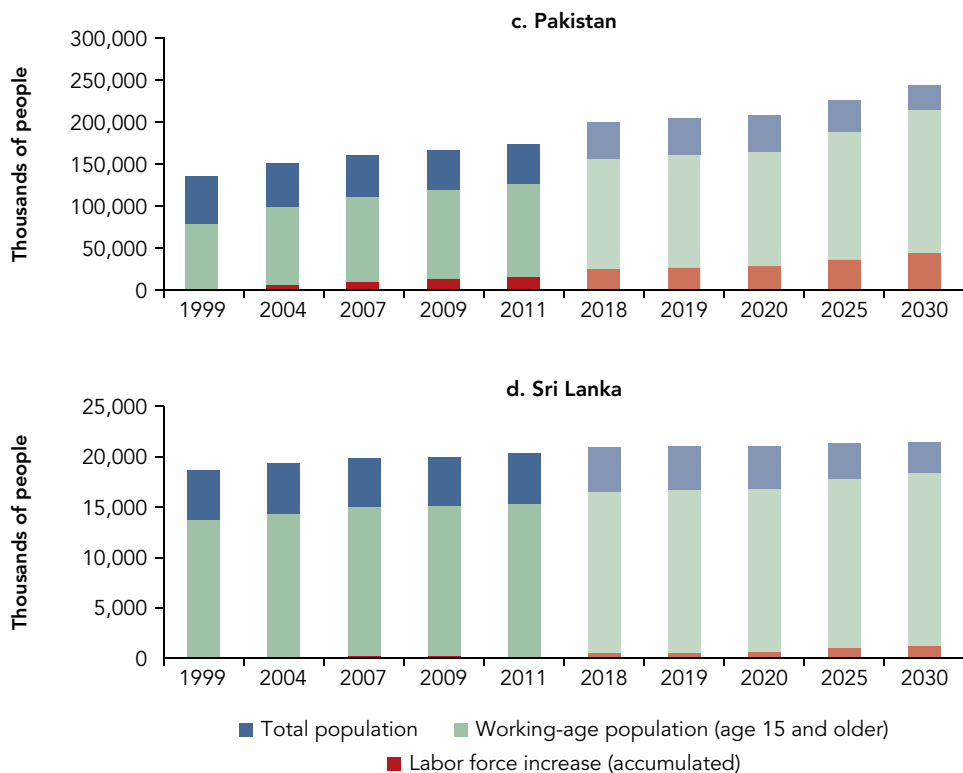 c. Pakistan
Thousands of people
300,000
250,000
200,000
150,000
100,000
50,000
0
1999 2004 2007 2009 2011 2018 2019 2020 2025 2030
d. Sri Lanka
Thousands of people
25,000
20,000
15,000
10,000
5,000
0
1999 2004 2007 2009 2011 2018 2019 2020 2025 2030
Total population Working-age population (age 15 and older)
Labor force increase (accumulated)